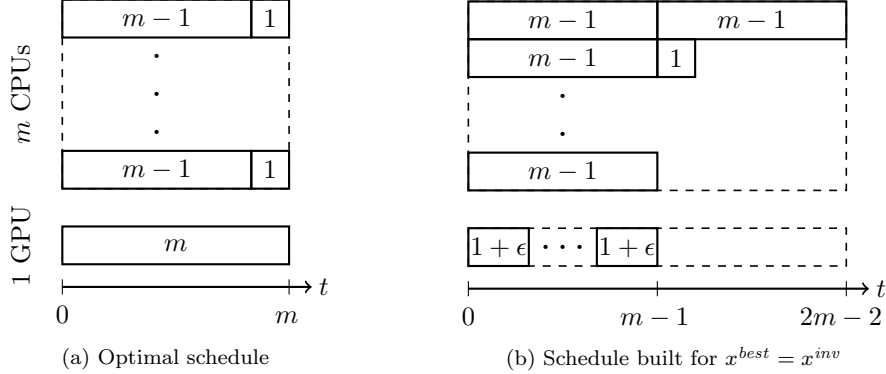 m − 1 1
m − 1 1
m CPUs
m
1 GPU
t
0 m
(a) Optimal schedule
m − 1 m − 1
m − 1 1
m − 1
1 + ϵ 1 + ϵ
t
0 m − 1 2m − 2
(b) Schedule built for x^{best} = x^{inv}